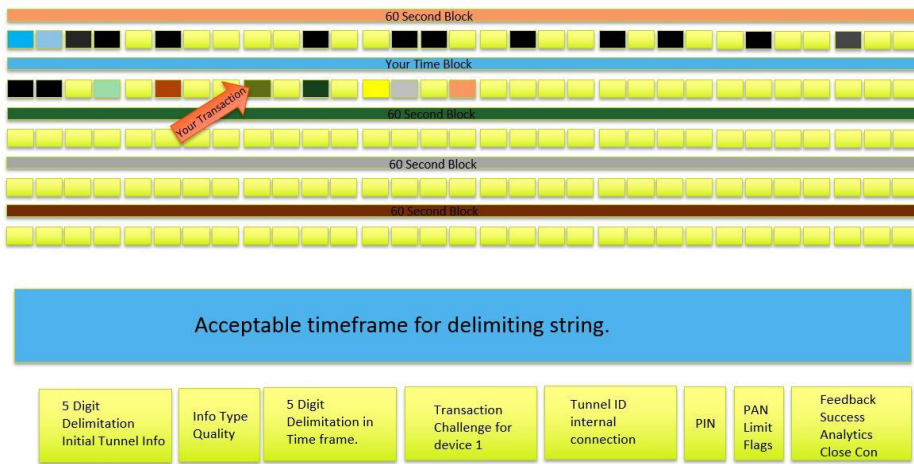 60 Second Block
Your Time Block
Your Transaction
60 Second Block
60 Second Block
60 Second Block
Acceptable timeframe for delimiting string.
5 Digit
Delimitation
Initial Tunnel Info
Info Type
Quality
5 Digit
Delimitation in
Time frame.
Transaction
Challenge for
device 1
Tunnel ID
internal
connection
PIN
PAN
Limit
Flags
Feedback
Success
Analytics
Close Con